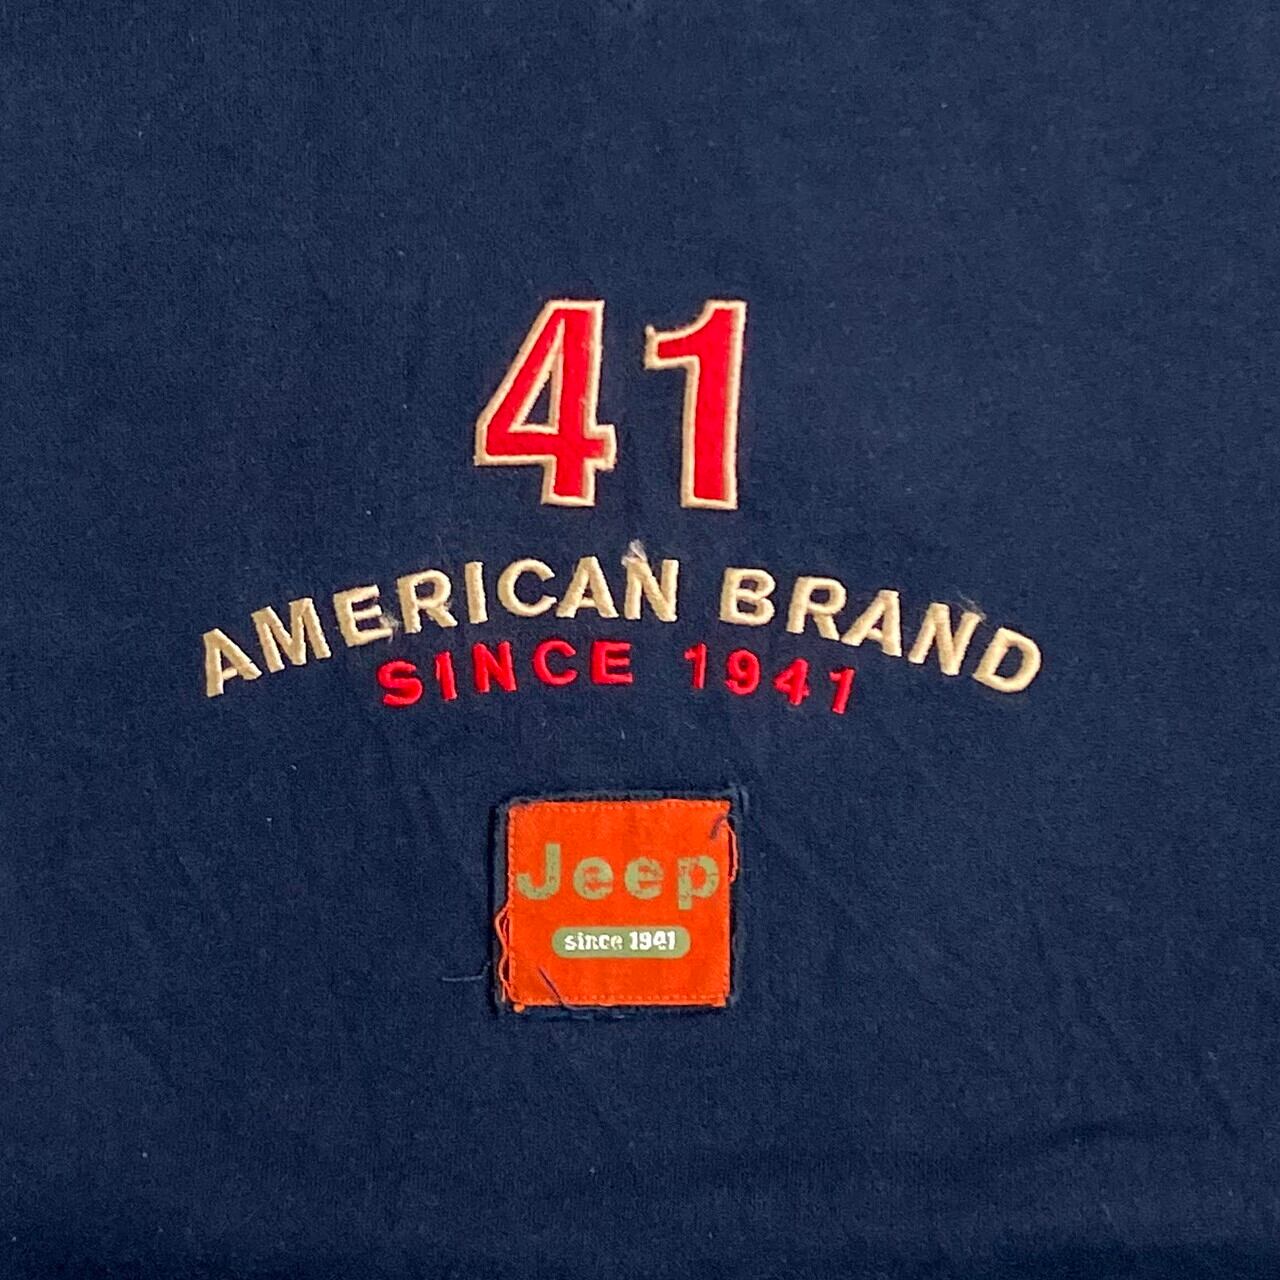 41
AMERICAN BRAND
SINCE 1941
Jeep
since 1941